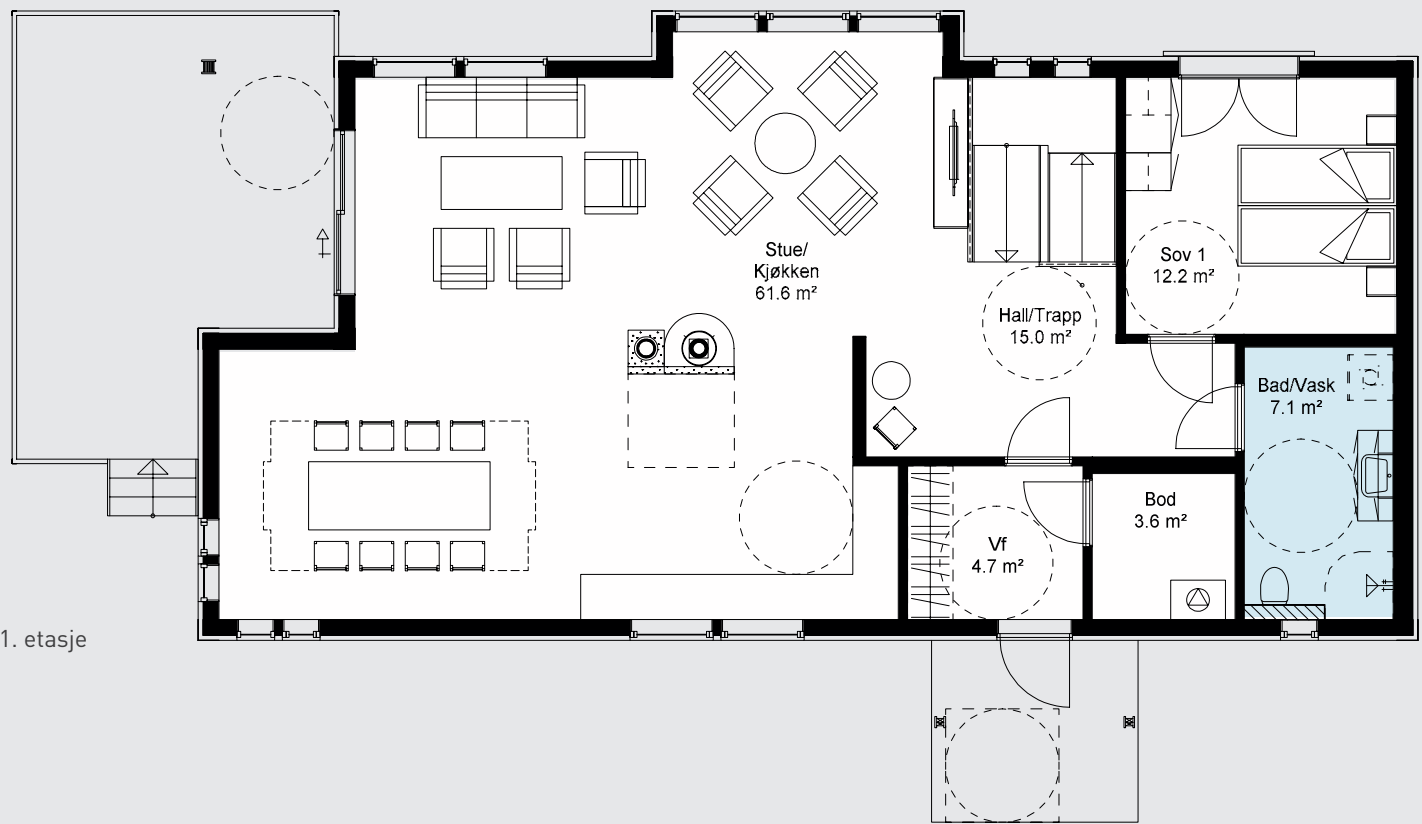 Stue/
Kjøkken
61.6 m²
Sov 1
12.2 m²
Hall/Trapp
15.0 m²
Bad/Vask
7.1 m²
Bod
3.6 m²
Vf
4.7 m²
1. etasje